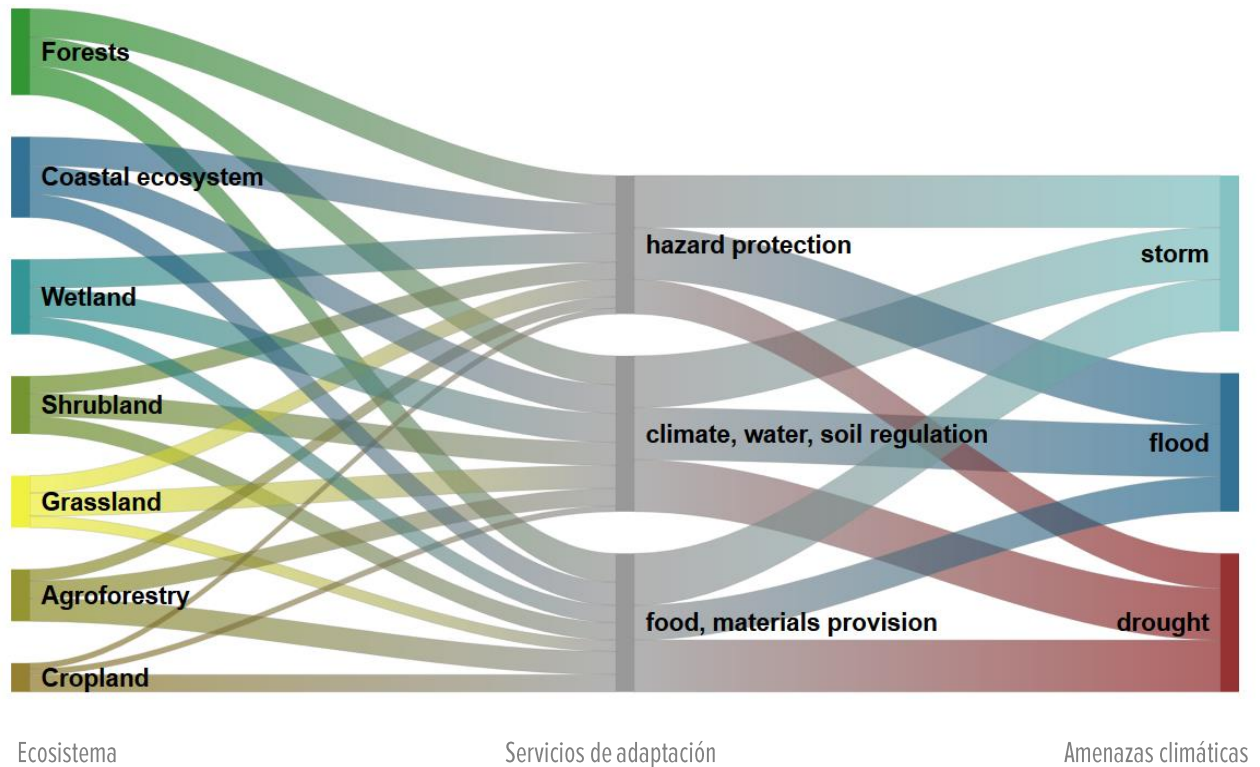 Forests
Coastal ecosystem
Wetland
Shrubland
Grassland
Agroforestry
Cropland
hazard protection
climate, water, soil regulation
food, materials provision
storm
flood
drought
Ecosistema
Servicios de adaptación
Amenazas climáticas